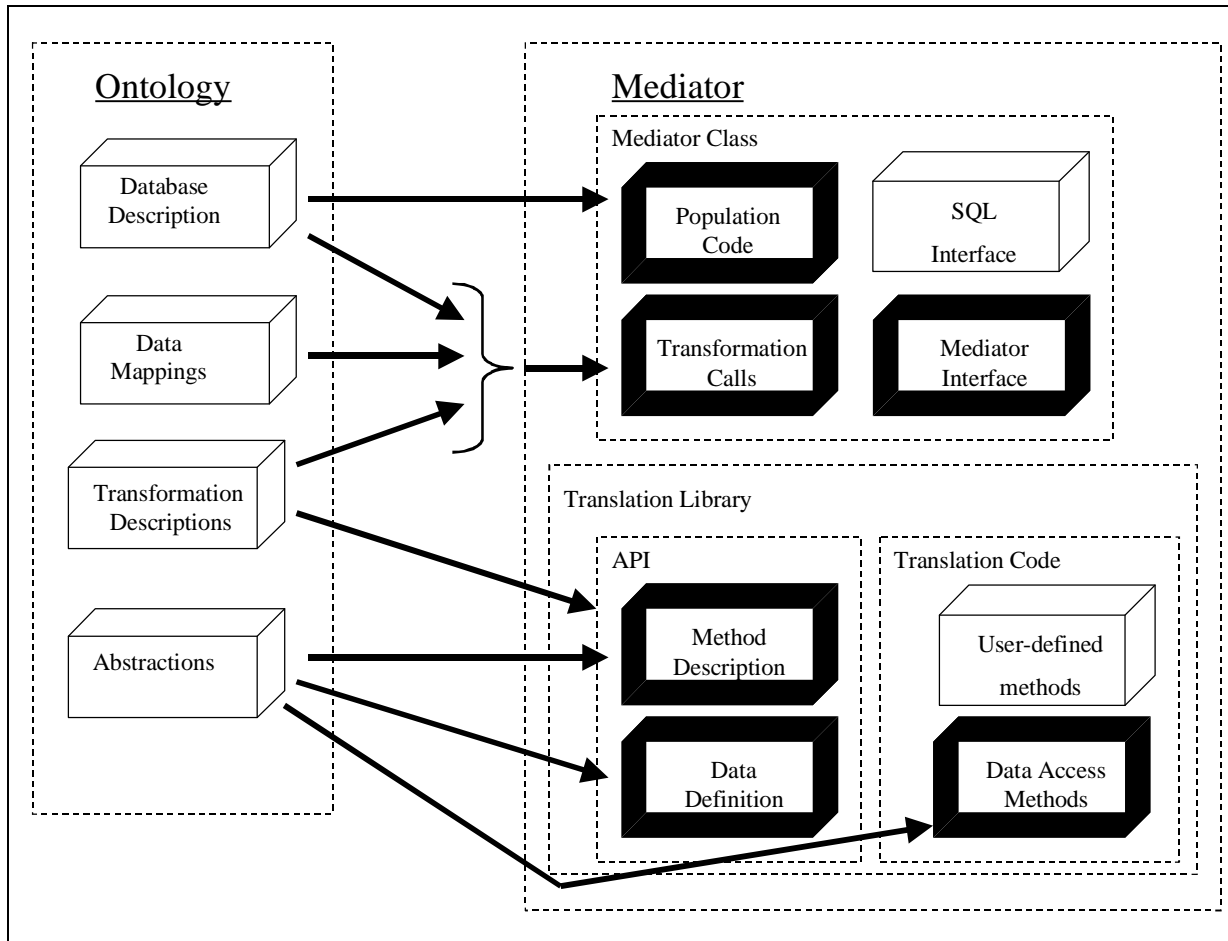 Ontology
Database
Description
Data
Mappings
Transformation
Descriptions
Abstractions
Mediator
Mediator Class
Population
Code
SQL
Interface
Transformation
Calls
Mediator
Interface
Translation Library
API
Method
Description
Data
Definition
Translation Code
User-defined
methods
Data Access
Methods